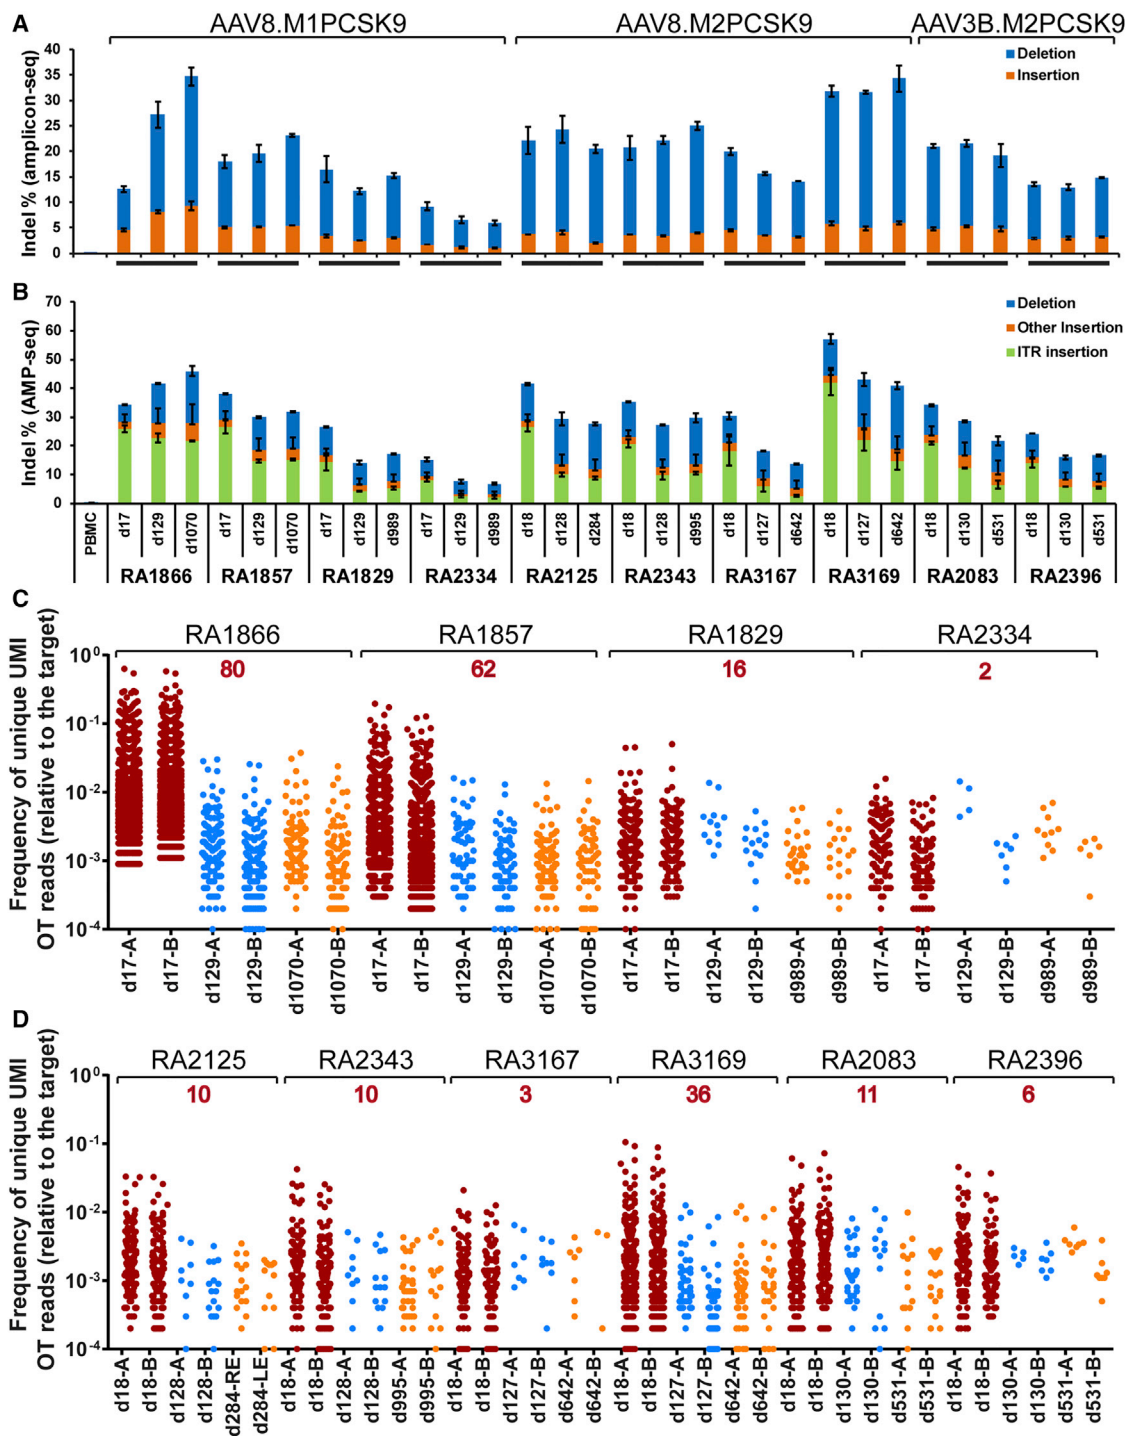 A
AAV8.M1PCSK9
AAV8.M2PCSK9
AAV3B.M2PCSK9
Indel % (amplicon-seq)
40
35
30
25
20
15
10
5
0
Deletion
Insertion
B
Indel % (AMP-seq)
70
60
50
40
30
20
10
0
Deletion
Other Insertion
ITR insertion
PBMC d17 d129 d1070 d17 d129 d1070 d17 d129 d989 d17 d129 d989 d18 d128 d284 d18 d128 d995 d18 d127 d642 d18 d127 d642 d18 d130 d531 d18 d130 d531
RA1866 RA1857 RA1829 RA2334 RA2125 RA2343 RA3167 RA3169 RA2083 RA2396
C
Frequency of unique UMI
OT reads (relative to the target)
RA1866 RA1857 RA1829 RA2334
80 62 16 2
10⁰
10⁻¹
10⁻²
10⁻³
10⁻⁴
d17-A d17-B d129-A d129-B d1070-A d1070-B d17-A d17-B d129-A d129-B d1070-A d1070-B d17-A d17-B d129-A d129-B d989-A d989-B d17-A d17-B d129-A d129-B d989-A d989-B
D
Frequency of unique UMI
OT reads (relative to the target)
RA2125 RA2343 RA3167 RA3169 RA2083 RA2396
10 10 3 36 11 6
10⁰
10⁻¹
10⁻²
10⁻³
10⁻⁴
d18-A d18-B d128-A d128-B d284-RE d284-LE d18-A d18-B d128-A d128-B d995-A d995-B d18-A d18-B d127-A d127-B d642-A d642-B d18-A d18-B d127-A d127-B d642-A d642-B d18-A d18-B d130-A d130-B d531-A d531-B d18-A d18-B d130-A d130-B d531-A d531-B